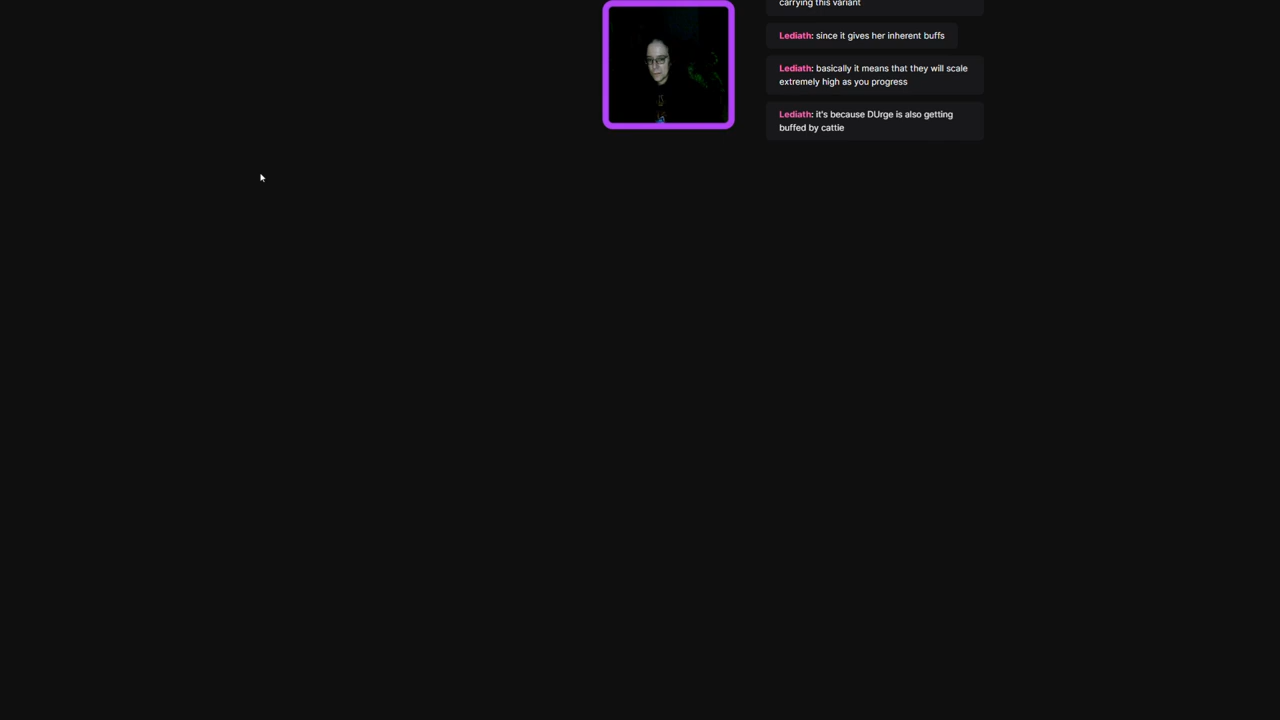 carrying this variant
Lediath: since it gives her inherent buffs
Lediath: basically it means that they will scale
extremely high as you progress
Lediath: it's because DUrge is also getting
buffed by cattie